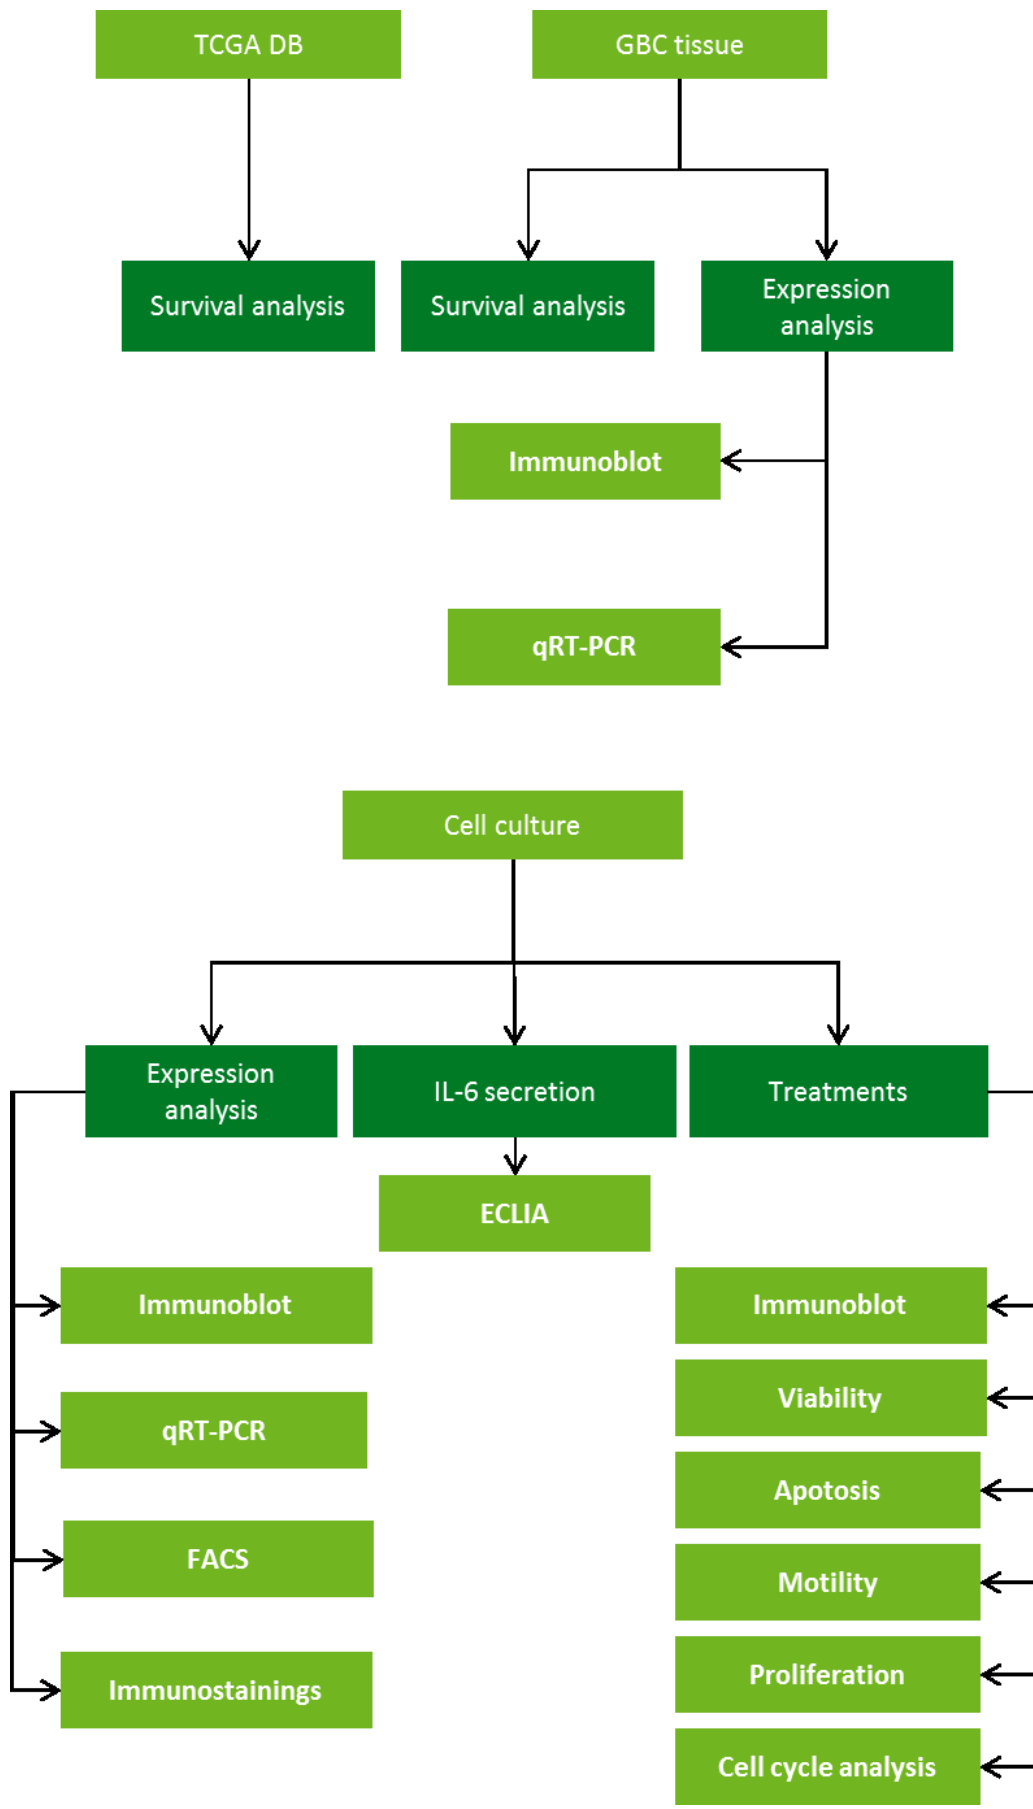 TCGA DB
GBC tissue
Survival analysis
Survival analysis
Expression
analysis
Immunoblot
qRT-PCR
Cell culture
Expression
analysis
IL-6 secretion
Treatments
ECLIA
Immunoblot
qRT-PCR
FACS
Immunostainings
Immunoblot
Viability
Apotosis
Motility
Proliferation
Cell cycle analysis